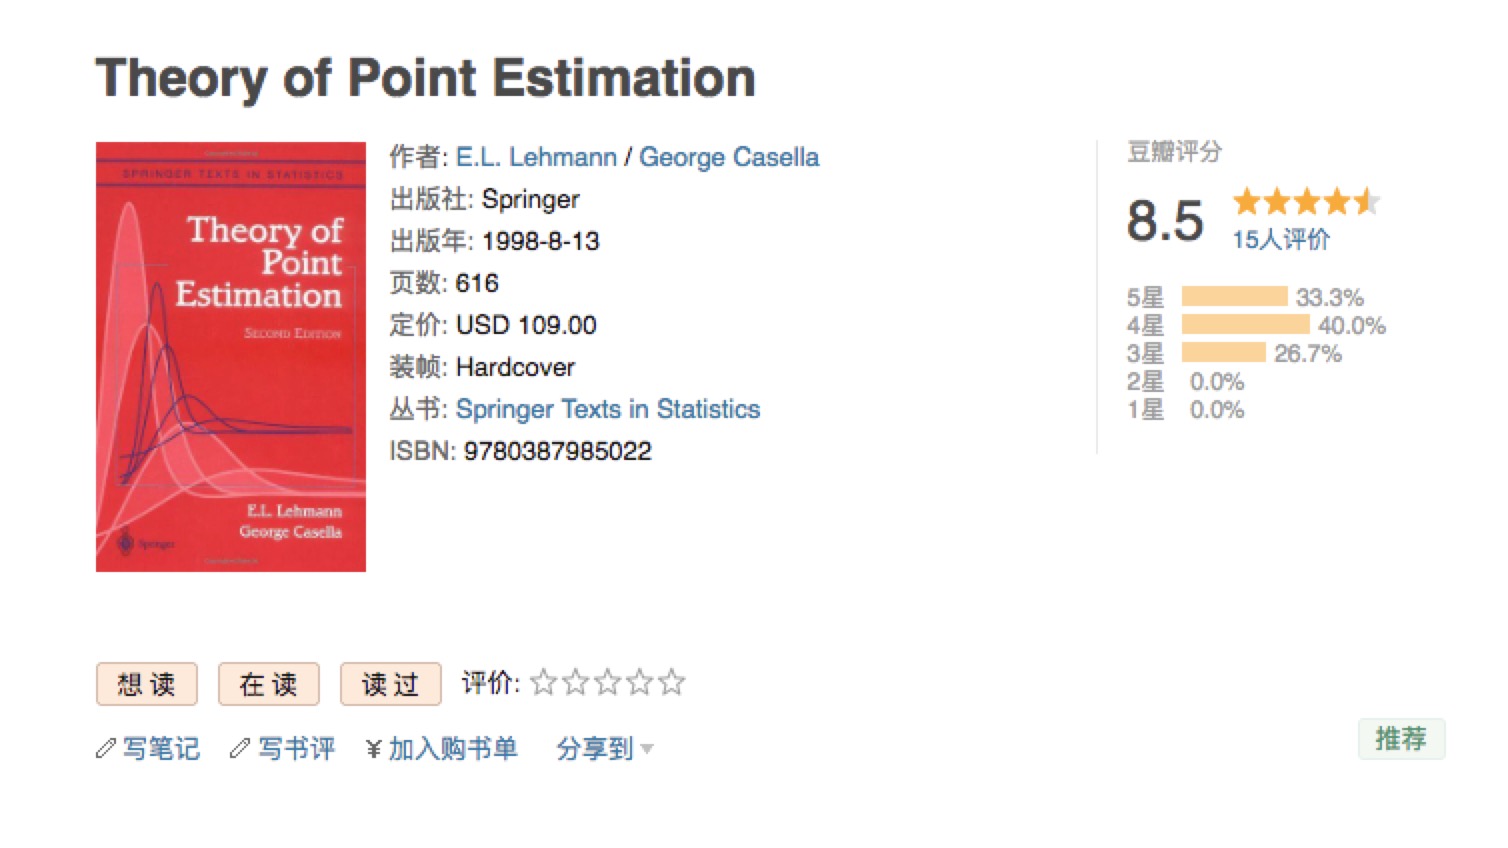 Theory of Point Estimation
SPRINGER TEXTS IN STATISTICS
Theory of
Point
Estimation
SECOND EDITION
E.L. Lehmann
George Casella
Springer
作者: E.L. Lehmann / George Casella
出版社: Springer
出版年: 1998-8-13
页数: 616
定价: USD 109.00
装帧: Hardcover
丛书: Springer Texts in Statistics
ISBN: 9780387985022
豆瓣评分
8.5
15人评价
5星 33.3%
4星 40.0%
3星 26.7%
2星 0.0%
1星 0.0%
想读 在读 读过 评价:
写笔记 写书评 ¥加入购书单 分享到
推荐